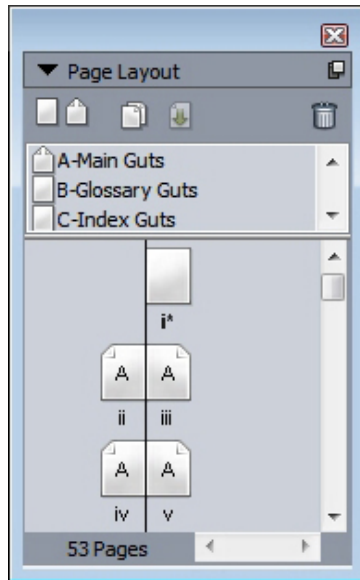 Page Layout
A-Main Guts
B-Glossary Guts
C-Index Guts
i*
A A
ii iii
A A
iv v
53 Pages